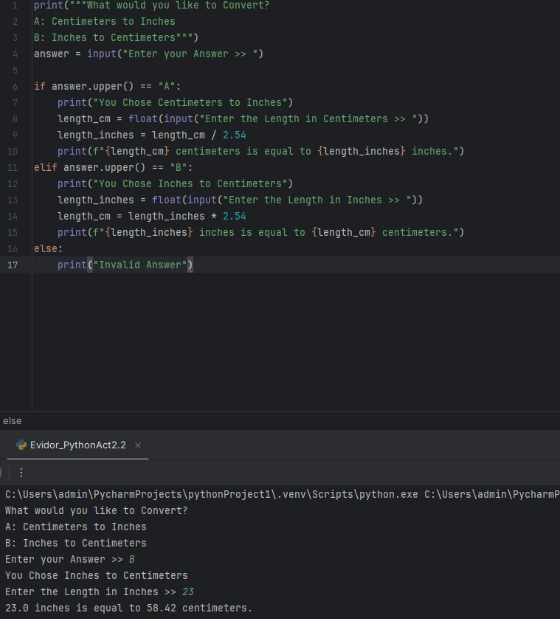 1 print("""What would you like to Convert?
2 A: Centimeters to Inches
3 B: Inches to Centimeters""")
4 answer = input("Enter your Answer >> ")
5
6 if answer.upper() == "A":
7     print("You Chose Centimeters to Inches")
8     length_cm = float(input("Enter the Length in Centimeters >> "))
9     length_inches = length_cm / 2.54
10     print(f"{length_cm} centimeters is equal to {length_inches} inches.")
11 elif answer.upper() == "B":
12     print("You Chose Inches to Centimeters")
13     length_inches = float(input("Enter the Length in Inches >> "))
14     length_cm = length_inches * 2.54
15     print(f"{length_inches} inches is equal to {length_cm} centimeters.")
16 else:
17     print("Invalid Answer")
else
Evidor_PythonAct2.2 ×
C:\Users\admin\PycharmProjects\pythonProject1\.venv\Scripts\python.exe C:\Users\admin\PycharmP
What would you like to Convert?
A: Centimeters to Inches
B: Inches to Centimeters
Enter your Answer >> B
You Chose Inches to Centimeters
Enter the Length in Inches >> 23
23.0 inches is equal to 58.42 centimeters.